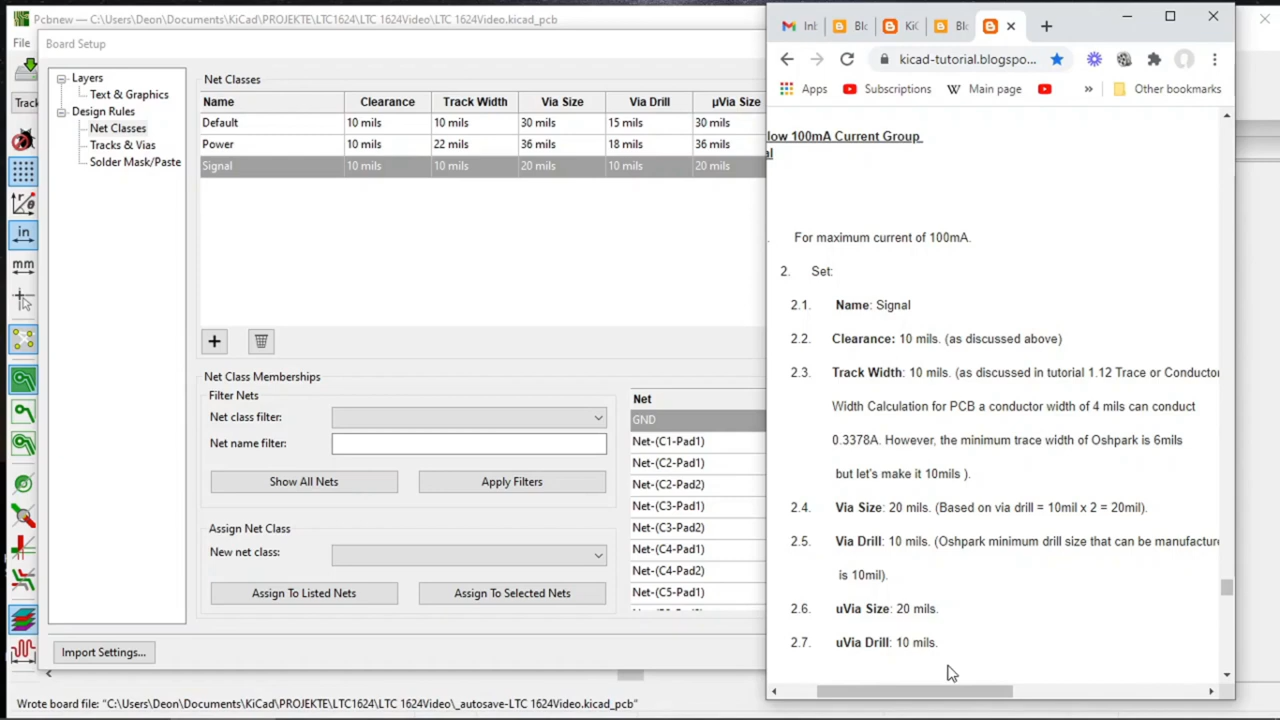 Pcbnew — C:\Users\Deon\Documents\KiCad\PROJEKTE\LTC1624\LTC 1624Video\LTC 1624Video.kicad_pcb
File
Board Setup
Track
in
mm
Layers
Text & Graphics
Design Rules
Net Classes
Tracks & Vias
Solder Mask/Paste
Net Classes
Name Clearance Track Width Via Size Via Drill µVia Size
Default 10 mils 10 mils 30 mils 15 mils 30 mils
Power 10 mils 22 mils 36 mils 18 mils 36 mils
Signal 10 mils 10 mils 20 mils 10 mils 20 mils
Net Class Memberships
Filter Nets
Net class filter:
Net name filter:
Show All Nets Apply Filters
Assign Net Class
New net class:
Assign To Listed Nets Assign To Selected Nets
Net
GND
Net-(C1-Pad1)
Net-(C2-Pad1)
Net-(C2-Pad2)
Net-(C3-Pad1)
Net-(C3-Pad2)
Net-(C4-Pad1)
Net-(C4-Pad2)
Net-(C5-Pad1)
Import Settings...
Wrote board file: "C:\Users\Deon\Documents\KiCad\PROJEKTE\LTC1624\LTC 1624Video\_autosave-LTC 1624Video.kicad_pcb"
Inb Blo KiC Blo
kicad-tutorial.blogspo...
Apps Subscriptions Main page » Other bookmarks
low 100mA Current Group
al
For maximum current of 100mA.
2. Set:
2.1. Name: Signal
2.2. Clearance: 10 mils. (as discussed above)
2.3. Track Width: 10 mils. (as discussed in tutorial 1.12 Trace or Conductor
Width Calculation for PCB a conductor width of 4 mils can conduct
0.3378A. However, the minimum trace width of Oshpark is 6mils
but let's make it 10mils ).
2.4. Via Size: 20 mils. (Based on via drill = 10mil x 2 = 20mil).
2.5. Via Drill: 10 mils. (Oshpark minimum drill size that can be manufacture
is 10mil).
2.6. uVia Size: 20 mils.
2.7. uVia Drill: 10 mils.